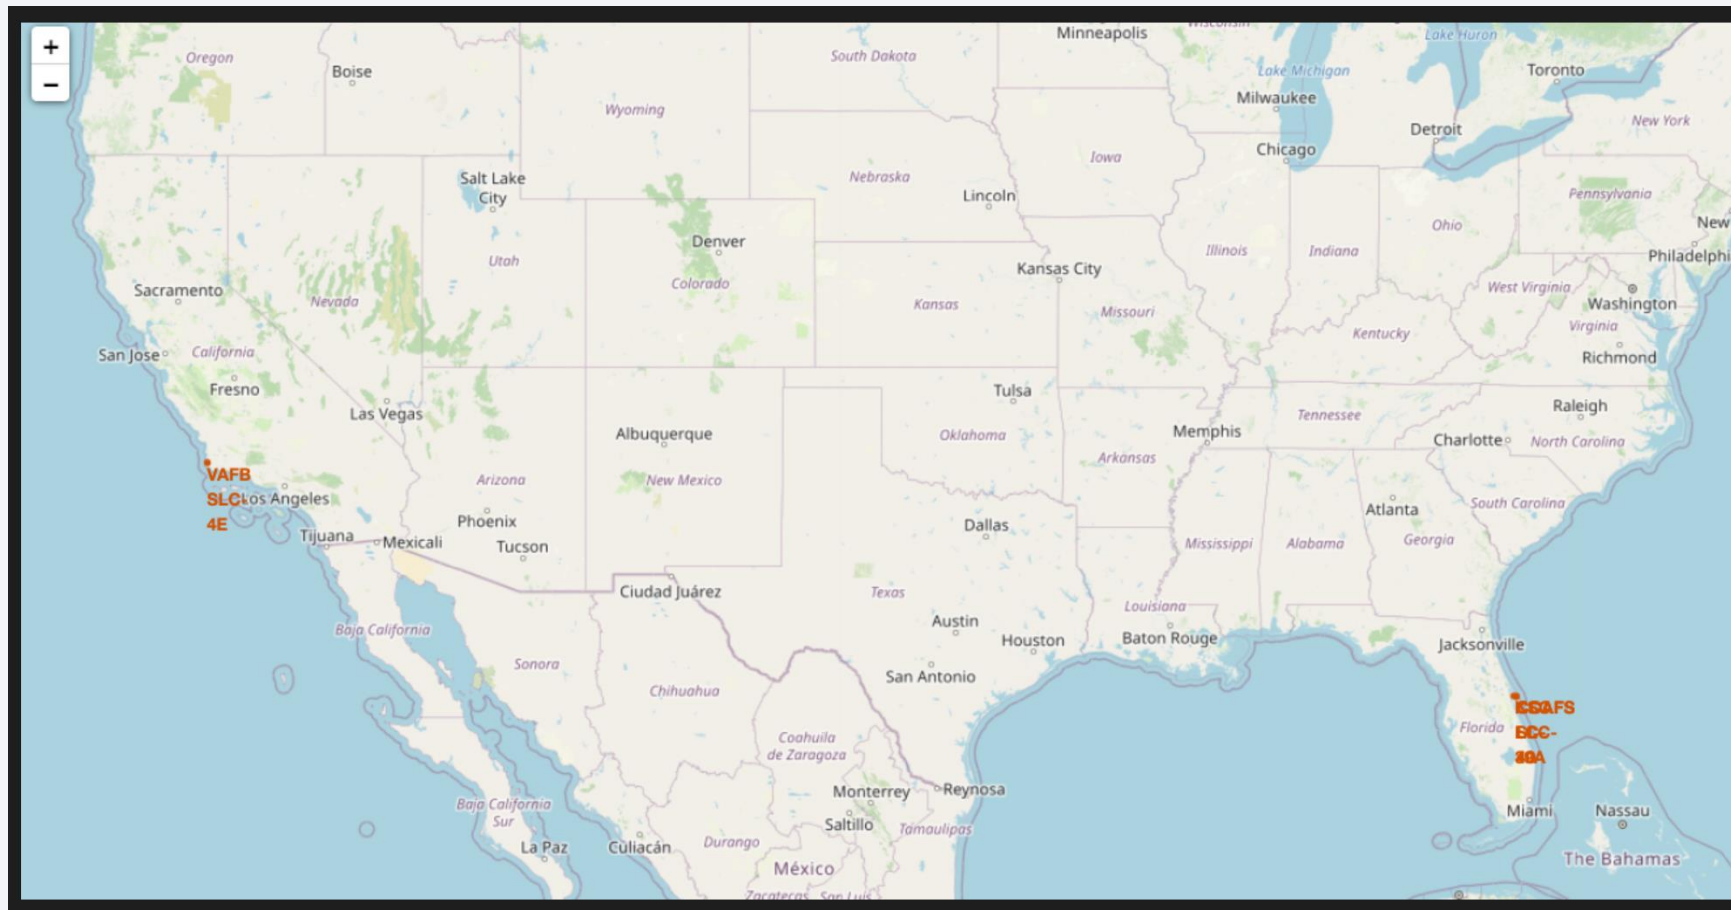 +
−
Oregon
Boise
South Dakota
Minneapolis
Wisconsin
Lake Huron
Lake Michigan
Toronto
Wyoming
Milwaukee
Detroit
New York
Iowa
Chicago
Salt Lake
City
Nebraska
Lincoln
Pennsylvania
New
Ohio
Denver
Utah
Illinois
Indiana
Philadelphi
Kansas City
Sacramento
Nevada
Colorado
Kansas
Missouri
West Virginia
Washington
Virginia
Kentucky
San Jose
California
Richmond
Fresno
Las Vegas
Tulsa
Tennessee
Raleigh
Albuquerque
Oklahoma
Memphis
Charlotte
North Carolina
Arkansas
VAFB
SLC-
4E
Los Angeles
Arizona
New Mexico
Phoenix
Dallas
Atlanta
South Carolina
Tijuana
Mexicali
Tucson
Mississippi
Alabama
Georgia
Ciudad Juárez
Texas
Louisiana
Baja California
Austin
Houston
Baton Rouge
Jacksonville
Sonora
San Antonio
Chihuahua
Florida
Coahuila
de Zaragoza
Monterrey
Reynosa
Baja California
Sur
Saltillo
Tamaulipas
Miami
Nassau
La Paz
Culiacán
Durango
México
The Bahamas
Zacatecas
San Luis